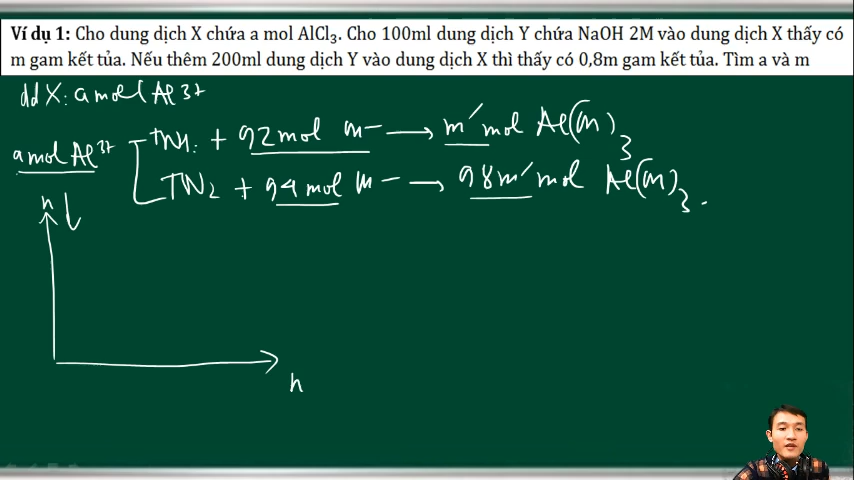 Ví dụ 1: Cho dung dịch X chứa a mol AlCl₃. Cho 100ml dung dịch Y chứa NaOH 2M vào dung dịch X thấy có
m gam kết tủa. Nếu thêm 200ml dung dịch Y vào dung dịch X thì thấy có 0,8m gam kết tủa. Tìm a và m
dd X: a mol Al 3+
TN1: + 0,2 mol OH⁻ → m' mol Al(OH)₃
a mol Al³⁺
TN2 + 0,4 mol OH⁻ → 0,8m' mol Al(OH)₃.
n↓
n